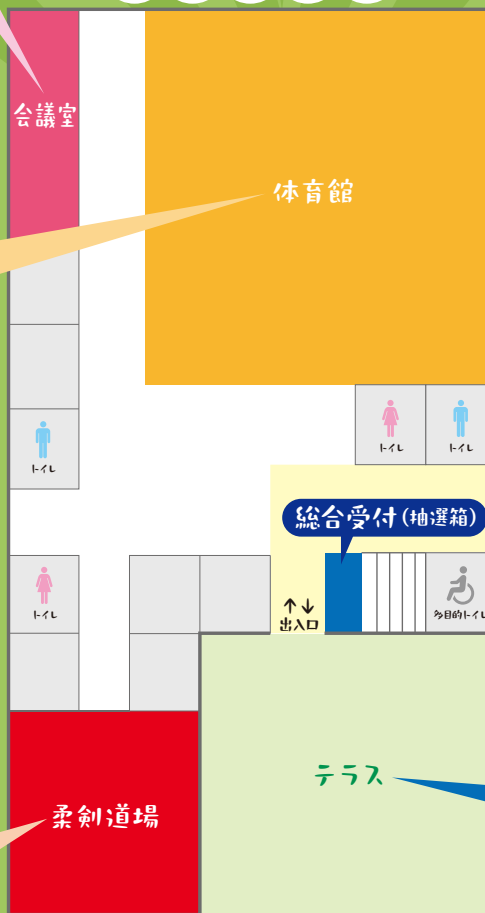 会議室
体育館
トイレ
トイレ
トイレ
総合受付(抽選箱)
トイレ
↑↓
出入口
多目的トイレ
テラス
柔剣道場